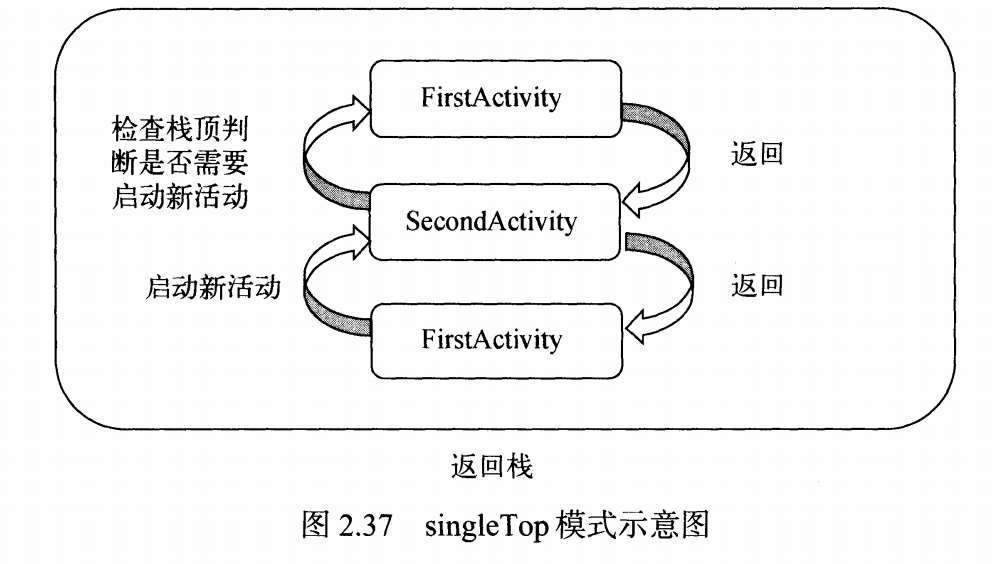 FirstActivity
检查栈顶判
断是否需要
启动新活动
返回
SecondActivity
启动新活动
返回
FirstActivity
返回栈
图 2.37 singleTop 模式示意图